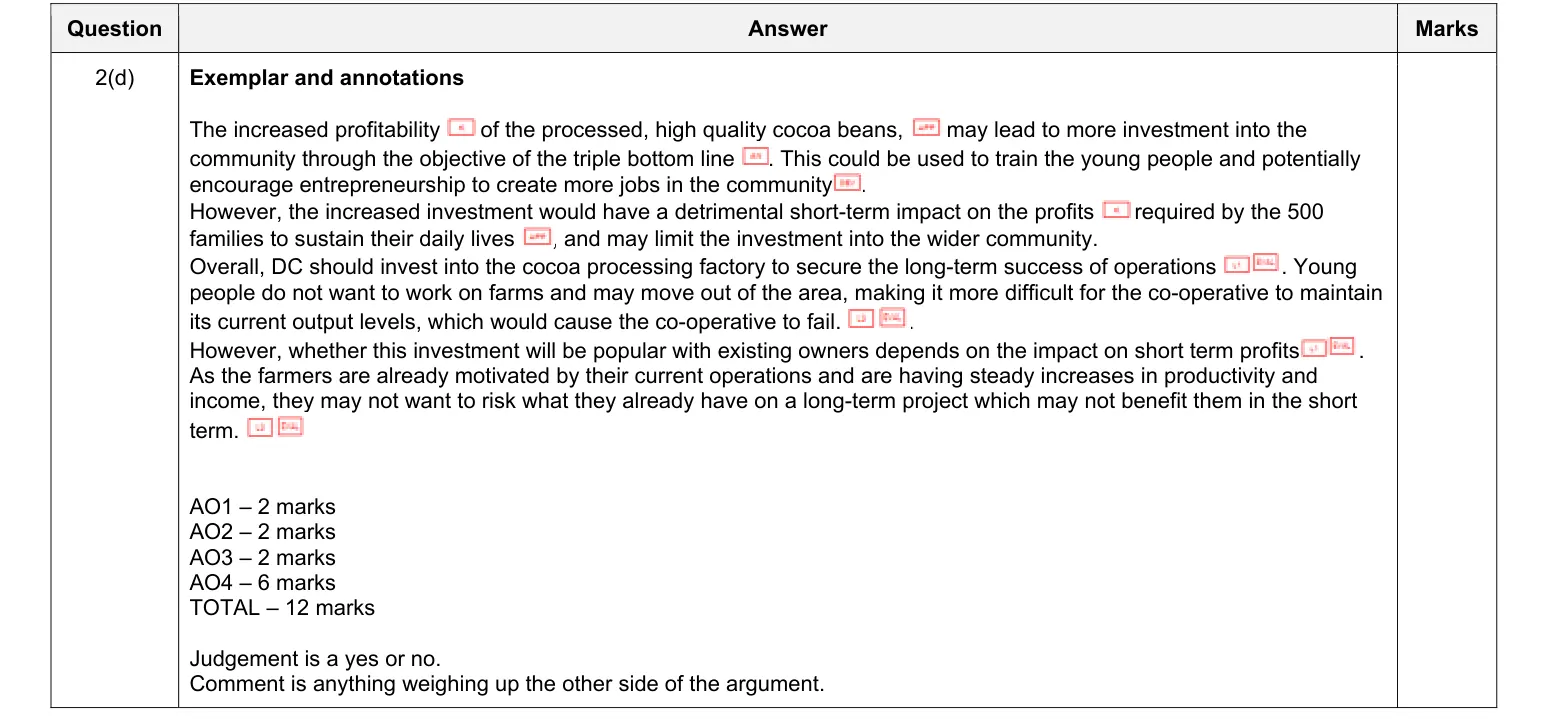 Question Answer Marks
2(d) Exemplar and annotations
The increased profitability of the processed, high quality cocoa beans, may lead to more investment into the
community through the objective of the triple bottom line . This could be used to train the young people and potentially
encourage entrepreneurship to create more jobs in the community .
However, the increased investment would have a detrimental short-term impact on the profits required by the 500
families to sustain their daily lives , and may limit the investment into the wider community.
Overall, DC should invest into the cocoa processing factory to secure the long-term success of operations . Young
people do not want to work on farms and may move out of the area, making it more difficult for the co-operative to maintain
its current output levels, which would cause the co-operative to fail. .
However, whether this investment will be popular with existing owners depends on the impact on short term profits .
As the farmers are already motivated by their current operations and are having steady increases in productivity and
income, they may not want to risk what they already have on a long-term project which may not benefit them in the short
term.
AO1 – 2 marks
AO2 – 2 marks
AO3 – 2 marks
AO4 – 6 marks
TOTAL – 12 marks
Judgement is a yes or no.
Comment is anything weighing up the other side of the argument.